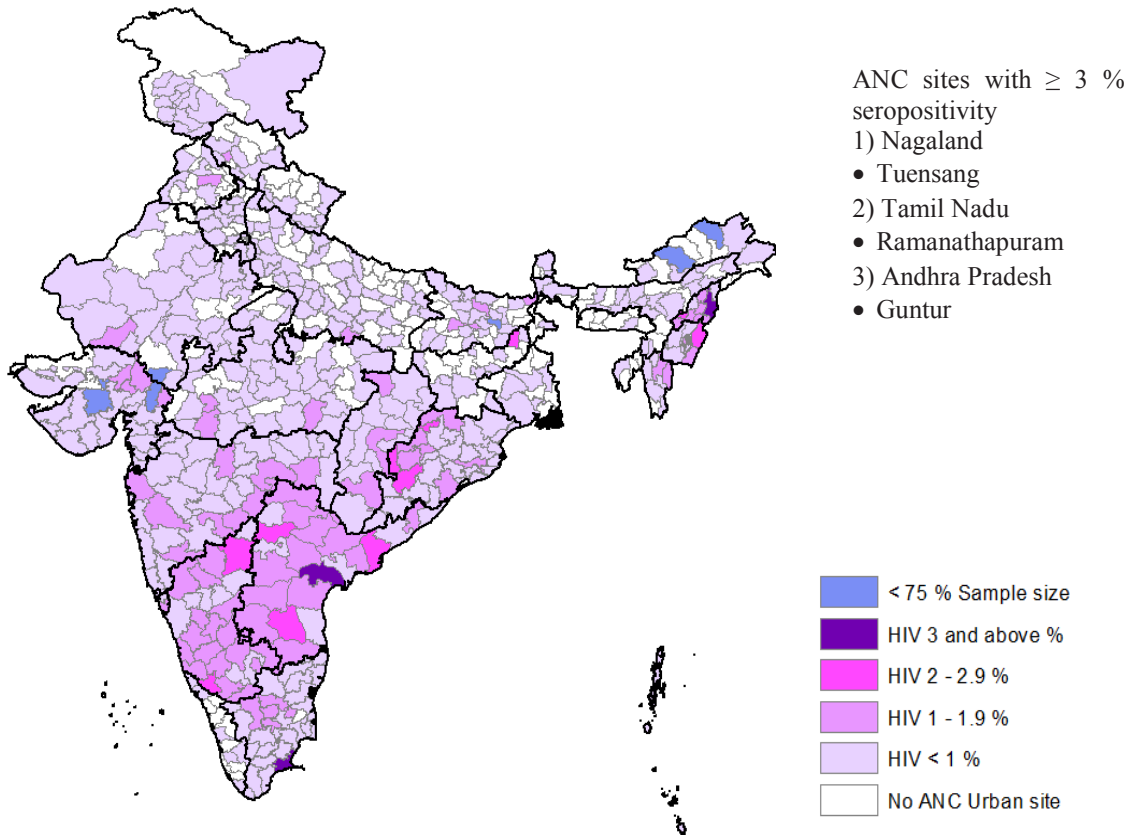 ANC sites with ≥ 3 %
seropositivity
1) Nagaland
• Tuensang
2) Tamil Nadu
• Ramanathapuram
3) Andhra Pradesh
• Guntur
< 75 % Sample size
HIV 3 and above %
HIV 2 - 2.9 %
HIV 1 - 1.9 %
HIV < 1 %
No ANC Urban site